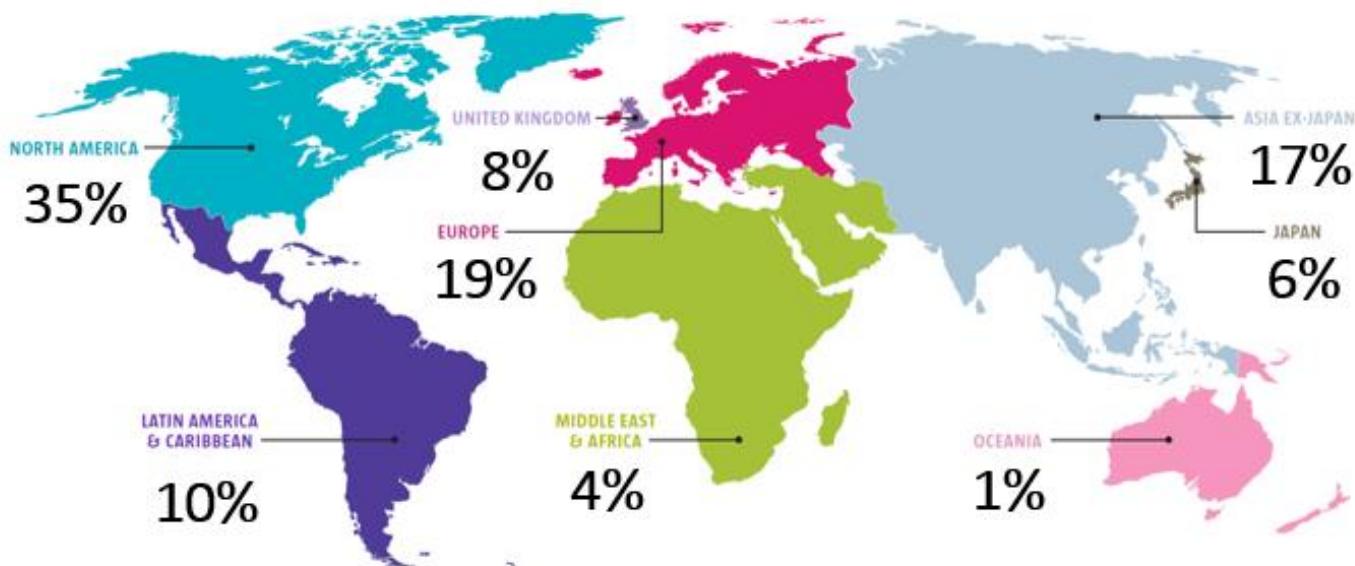 NORTH AMERICA
35%
UNITED KINGDOM
8%
EUROPE
19%
ASIA EX-JAPAN
17%
JAPAN
6%
LATIN AMERICA
& CARIBBEAN
10%
MIDDLE EAST
& AFRICA
4%
OCEANIA
1%